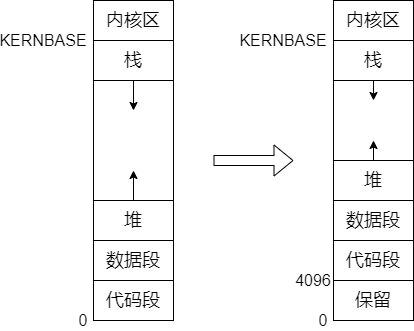 内核区
KERNBASE
栈
堆
数据段
代码段
0
内核区
KERNBASE
栈
堆
数据段
代码段
4096
保留
0